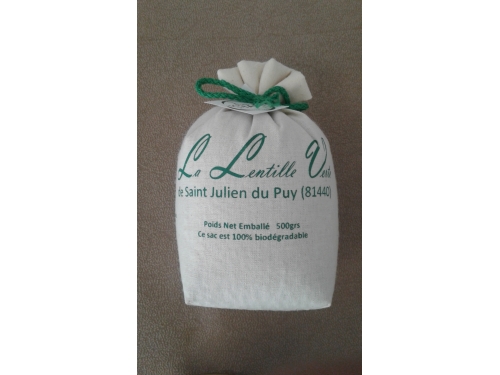 La Lentille Verte
de Saint Julien du Puy (81440)
Poids Net Emballé 500grs
Ce sac est 100% biodégradable